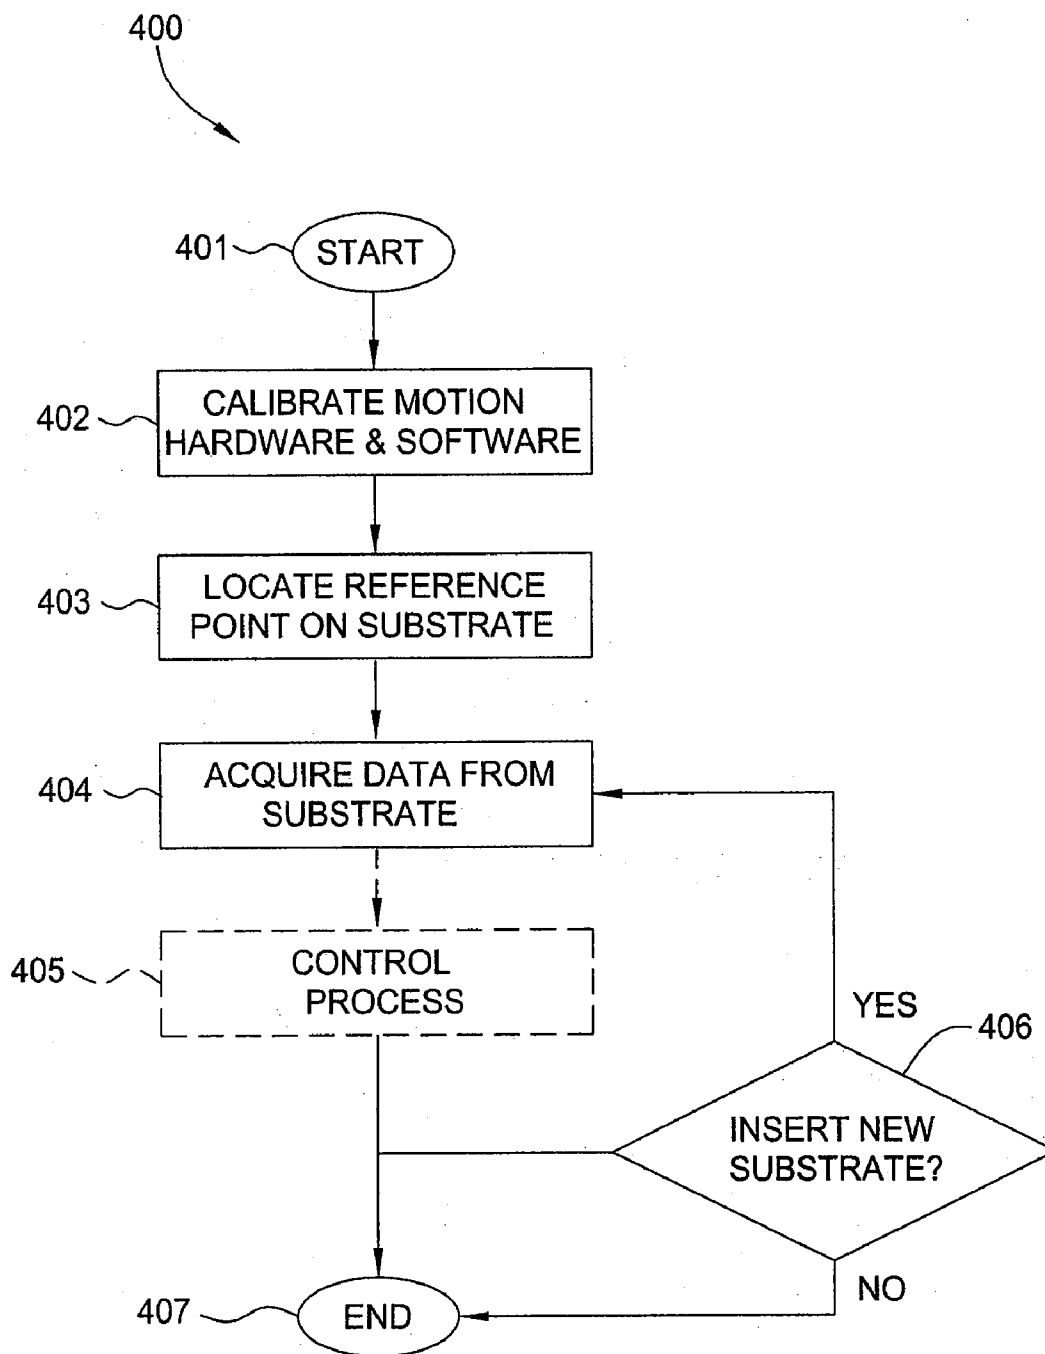 400
401
START
402
CALIBRATE MOTION
HARDWARE & SOFTWARE
403
LOCATE REFERENCE
POINT ON SUBSTRATE
404
ACQUIRE DATA FROM
SUBSTRATE
405
CONTROL
PROCESS
YES
406
INSERT NEW
SUBSTRATE?
NO
407
END